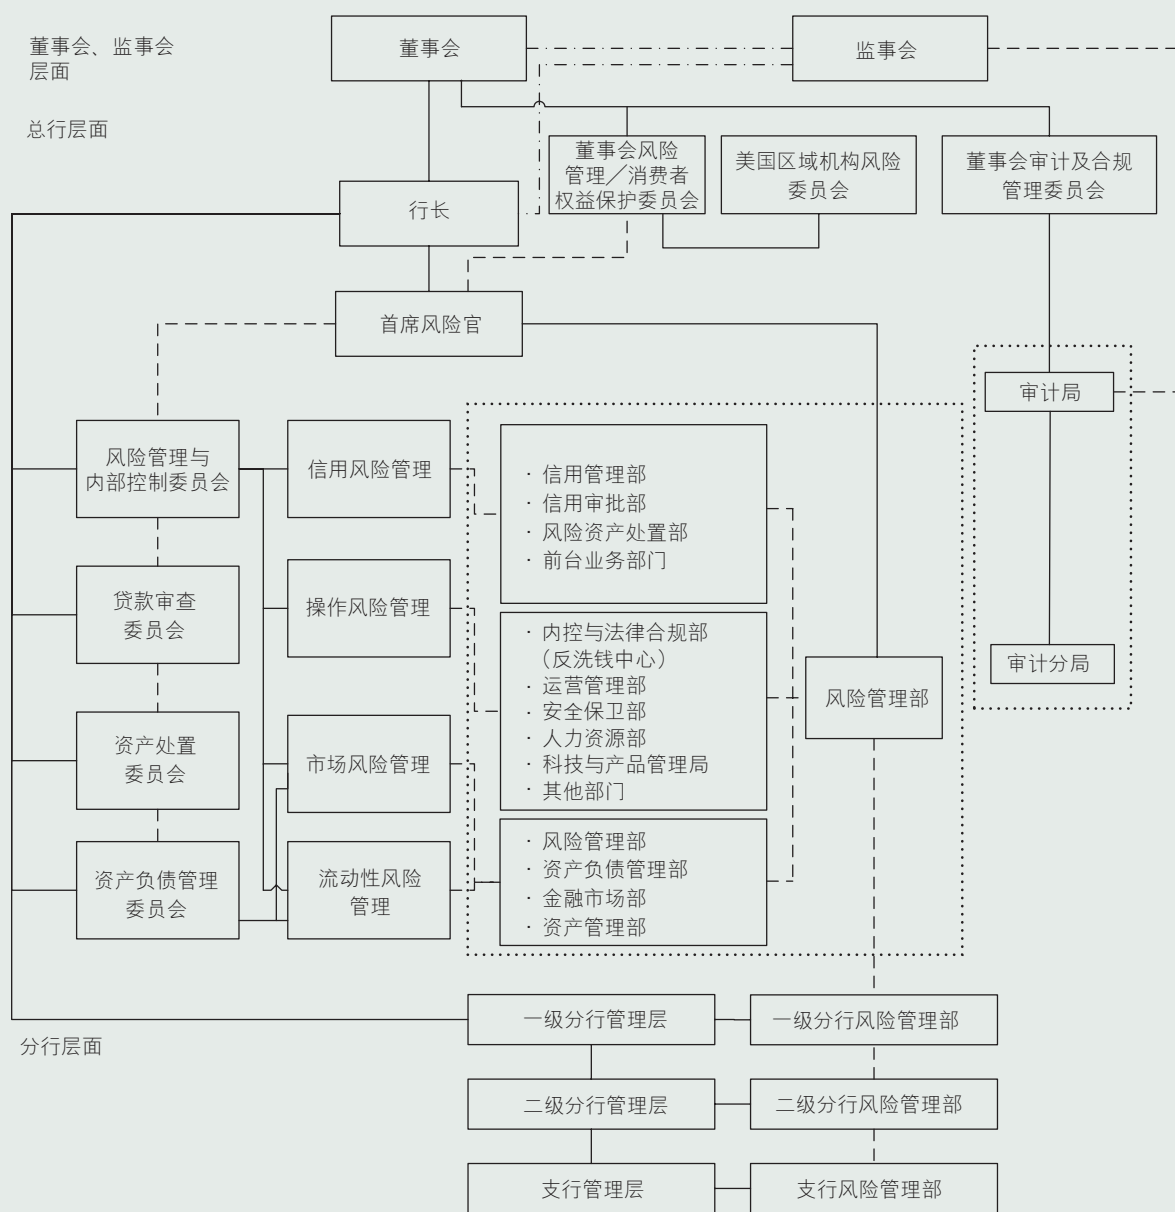 董事会、监事会
层面
董事会
监事会
总行层面
董事会风险
管理／消费者
权益保护委员会
美国区域机构风险
委员会
董事会审计及合规
管理委员会
行长
首席风险官
审计局
风险管理与
内部控制委员会
信用风险管理
· 信用管理部
· 信用审批部
· 风险资产处置部
· 前台业务部门
贷款审查
委员会
操作风险管理
· 内控与法律合规部
（反洗钱中心）
· 运营管理部
· 安全保卫部
· 人力资源部
· 科技与产品管理局
· 其他部门
风险管理部
审计分局
资产处置
委员会
市场风险管理
资产负债管理
委员会
流动性风险
管理
· 风险管理部
· 资产负债管理部
· 金融市场部
· 资产管理部
分行层面
一级分行管理层
一级分行风险管理部
二级分行管理层
二级分行风险管理部
支行管理层
支行风险管理部